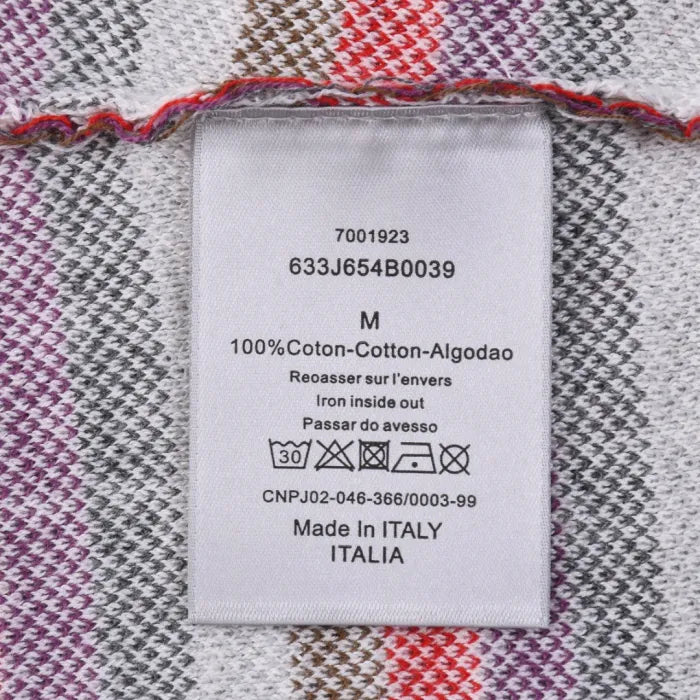 7001923
633J654B0039
M
100%Coton-Cotton-Algodao
Reoasser sur l'envers
Iron inside out
Passar do avesso
30
CNPJ02-046-366/0003-99
Made In ITALY
ITALIA